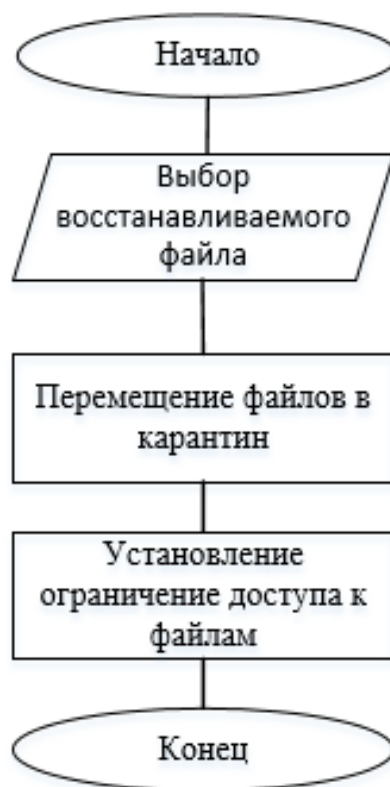 Начало
Выбор
восстанавливаемого
файла
Перемещение файлов в
карантин
Установление
ограничение доступа к
файлам
Конец